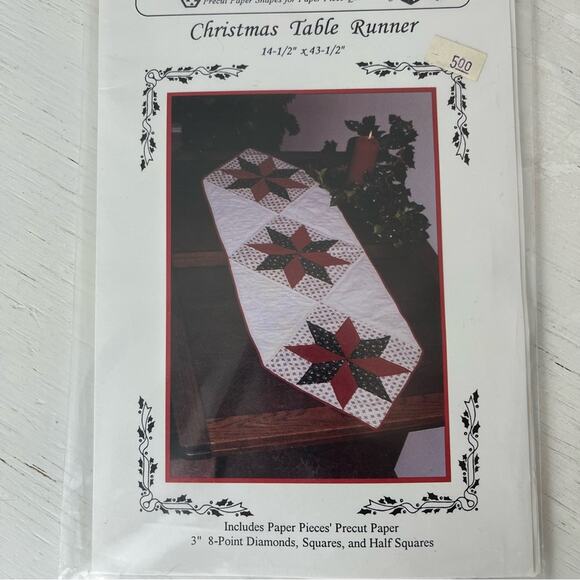 Precut Paper Shapes for Paper Piec
Christmas Table Runner
14-1/2" x 43-1/2"
500
Includes Paper Pieces' Precut Paper
3" 8-Point Diamonds, Squares, and Half Squares